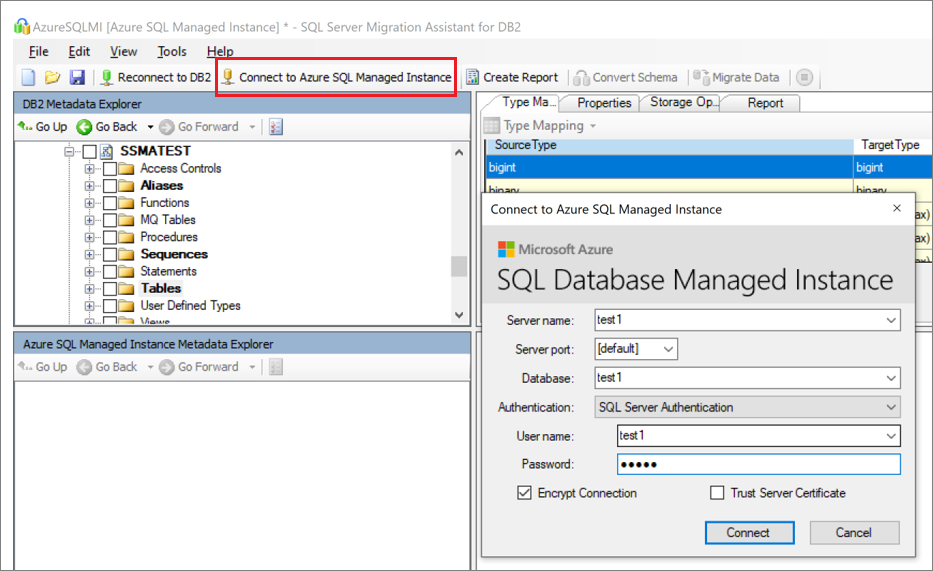 AzureSQLMI [Azure SQL Managed Instance] * - SQL Server Migration Assistant for DB2
File Edit View Tools Help
Reconnect to DB2 Connect to Azure SQL Managed Instance Create Report Convert Schema Migrate Data
DB2 Metadata Explorer
Go Up Go Back Go Forward
SSMATEST
Access Controls
Aliases
Functions
MQ Tables
Procedures
Sequences
Statements
Tables
User Defined Types
Views
Azure SQL Managed Instance Metadata Explorer
Go Up Go Back Go Forward
Type Ma... Properties Storage Op... Report
Type Mapping
SourceType TargetType
bigint bigint
binary binary
ax)
ax)
ax)
Connect to Azure SQL Managed Instance
Microsoft Azure
SQL Database Managed Instance
Server name: test1
Server port: [default]
Database: test1
Authentication: SQL Server Authentication
User name: test1
Password: •••••
Encrypt Connection Trust Server Certificate
Connect Cancel